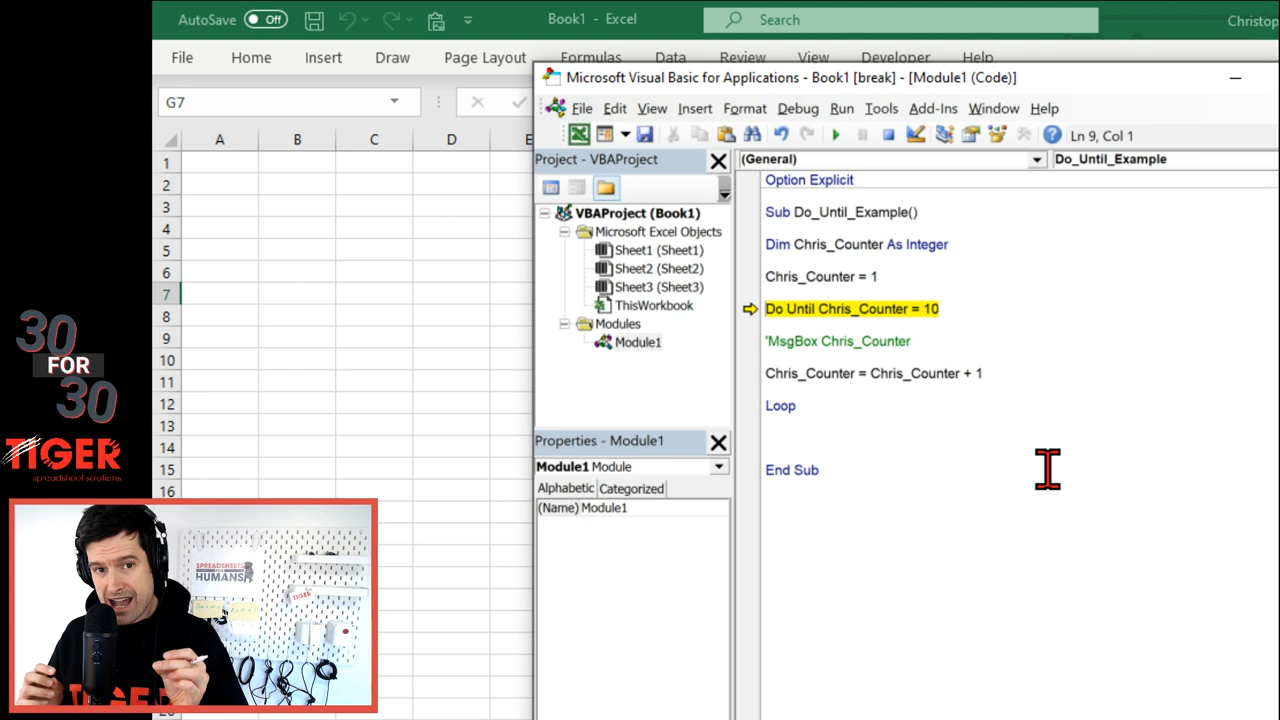 AutoSave Off Book1 - Excel Search Christop
File Home Insert Draw Page Layout Formulas Data Review View Developer Help
G7
A B C D E
1
2
3
4
5
6
7
8
9
10
11
12
13
14
15
16
Microsoft Visual Basic for Applications - Book1 [break] - [Module1 (Code)]
File Edit View Insert Format Debug Run Tools Add-Ins Window Help
Ln 9, Col 1
Project - VBAProject
VBAProject (Book1)
Microsoft Excel Objects
Sheet1 (Sheet1)
Sheet2 (Sheet2)
Sheet3 (Sheet3)
ThisWorkbook
Modules
Module1
Properties - Module1
Module1 Module
Alphabetic Categorized
(Name) Module1
(General) Do_Until_Example
Option Explicit
Sub Do_Until_Example()
Dim Chris_Counter As Integer
Chris_Counter = 1
Do Until Chris_Counter = 10
'MsgBox Chris_Counter
Chris_Counter = Chris_Counter + 1
Loop
End Sub
30
FOR
30
TIGER
spreadsheet solutions
SPREADSHEETS
FOR
HUMANS
TIGER
TIGER